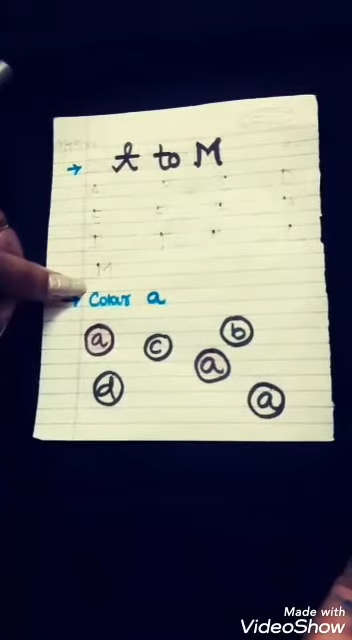 → A to M
→ Colour a
a c b
a
d a
Made with
VideoShow